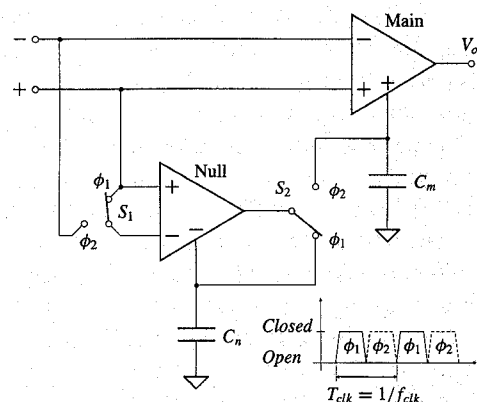 Main
−
−
V_o
+
+
+
Null
S_2
φ_2
C_m
φ_1
S_1
+
−
−
φ_2
φ_1
C_n
Closed
φ_1 φ_2 φ_1 φ_2
Open
T_clk = 1/f_clk